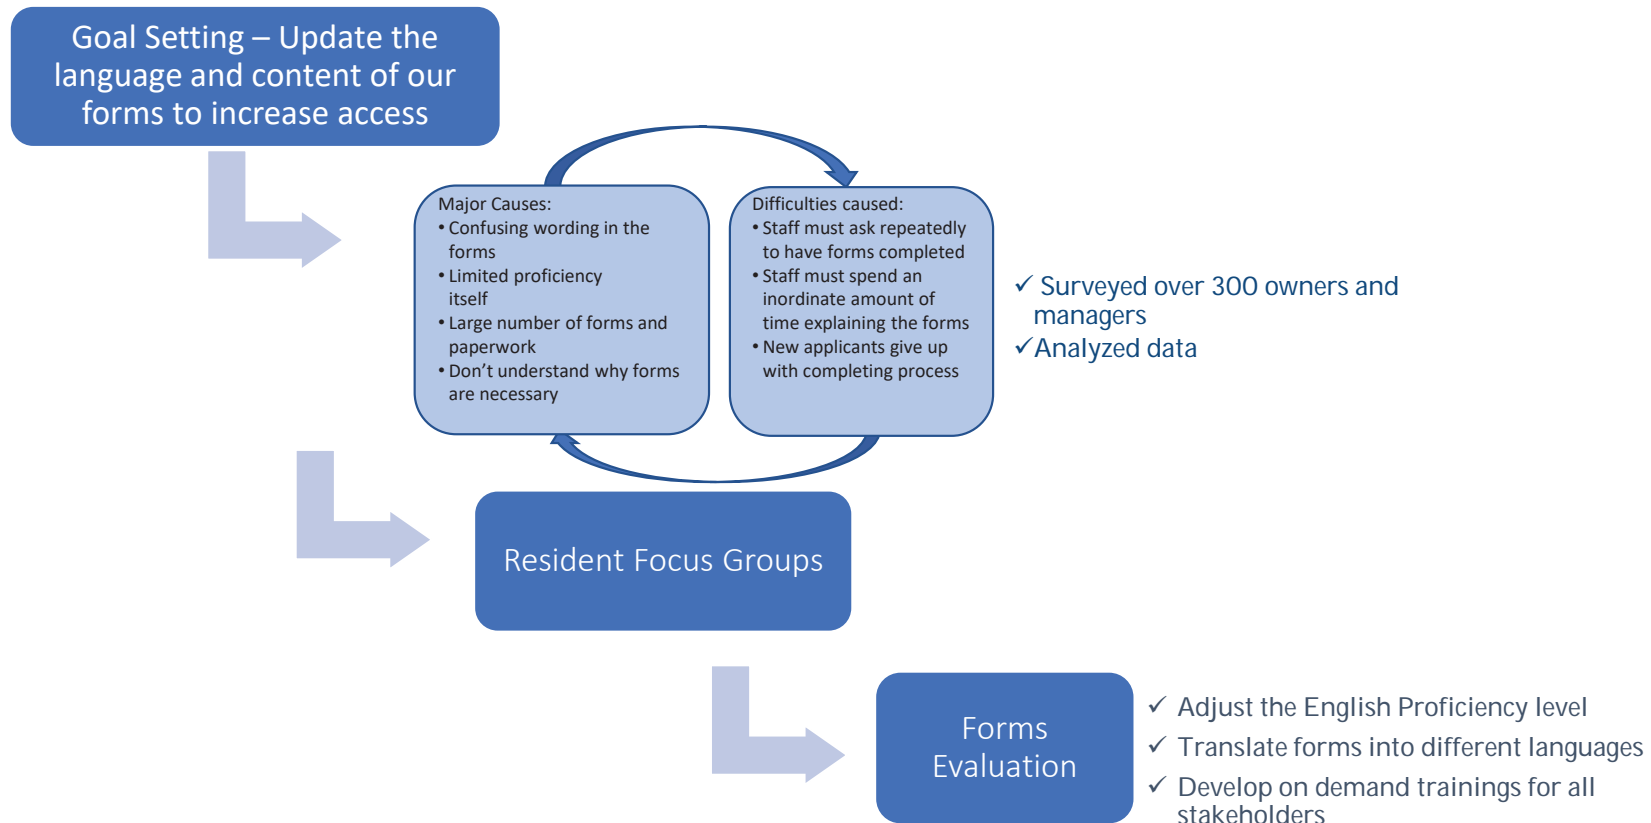 Goal Setting – Update the
language and content of our
forms to increase access
Major Causes:
• Confusing wording in the
forms
• Limited proficiency
itself
• Large number of forms and
paperwork
• Don’t understand why forms
are necessary
Difficulties caused:
• Staff must ask repeatedly
to have forms completed
• Staff must spend an
inordinate amount of
time explaining the forms
• New applicants give up
with completing process
✓ Surveyed over 300 owners and
managers
✓ Analyzed data
Resident Focus Groups
Forms
Evaluation
✓ Adjust the English Proficiency level
✓ Translate forms into different languages
✓ Develop on demand trainings for all
stakeholders